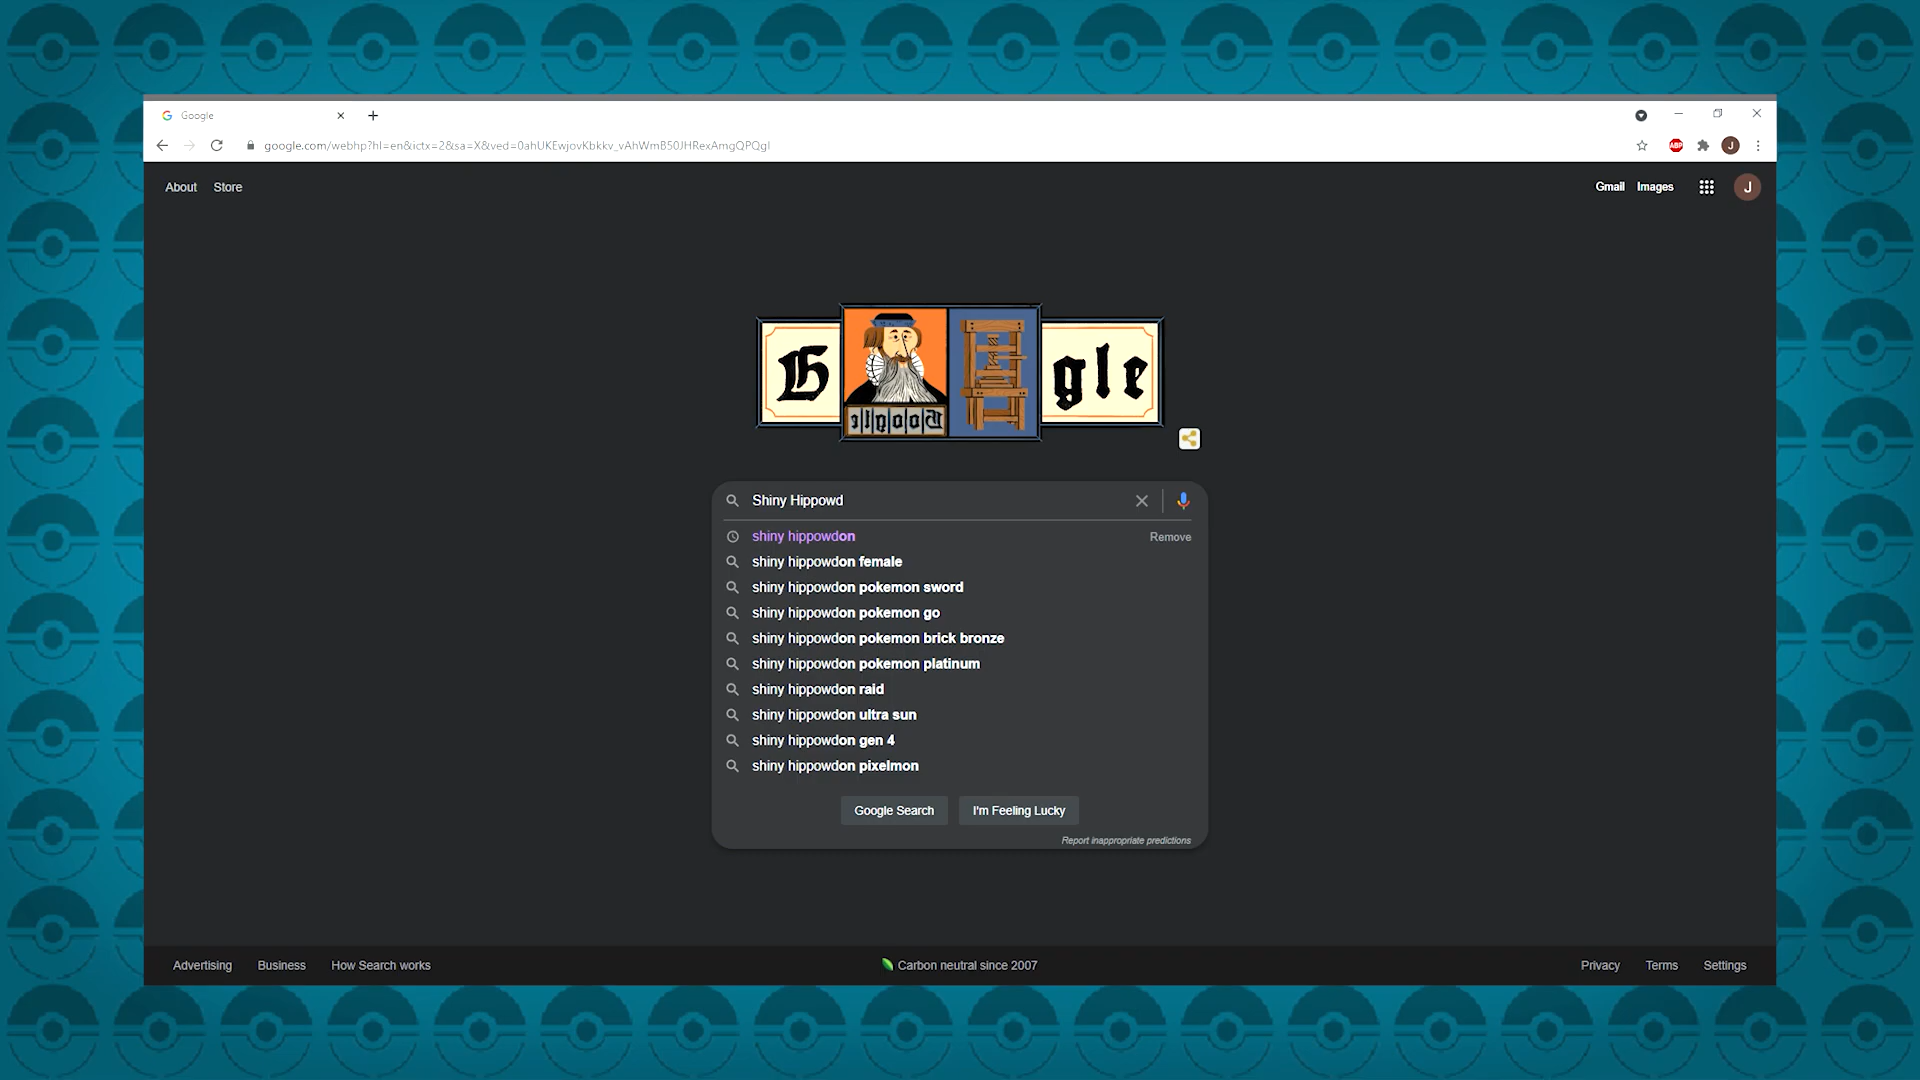 Google
google.com/webhp?hl=en&ictx=2&sa=X&ved=0ahUKEwjovKbkkv_vAhWmB50JHRexAmgQPQgI
ABP
J
About Store
Gmail Images
J
G
gle
Google
Shiny Hippowd
shiny hippowdon
Remove
shiny hippowdon female
shiny hippowdon pokemon sword
shiny hippowdon pokemon go
shiny hippowdon pokemon brick bronze
shiny hippowdon pokemon platinum
shiny hippowdon raid
shiny hippowdon ultra sun
shiny hippowdon gen 4
shiny hippowdon pixelmon
Google Search
I'm Feeling Lucky
Report inappropriate predictions
Advertising Business How Search works
Carbon neutral since 2007
Privacy Terms Settings